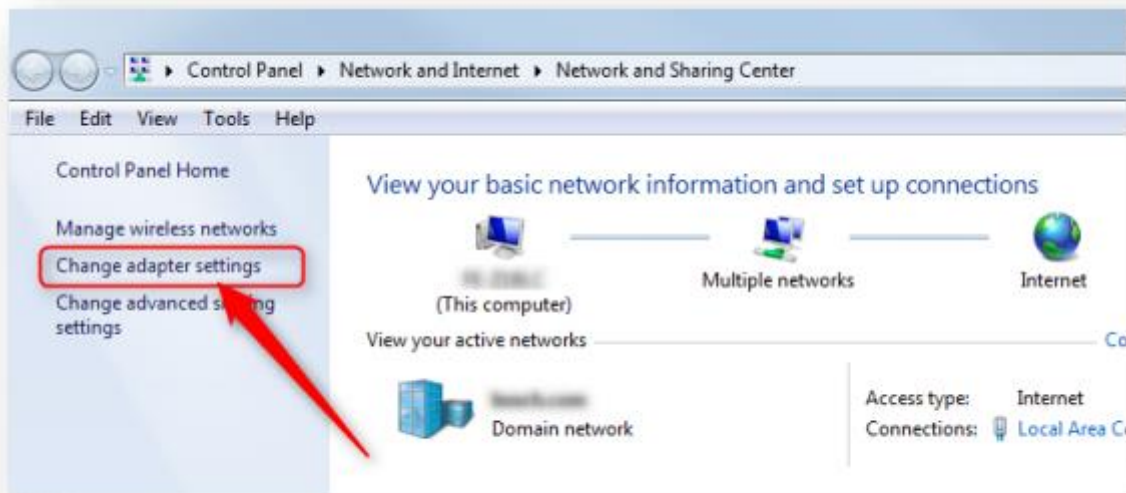 Control Panel Network and Internet Network and Sharing Center
File Edit View Tools Help
Control Panel Home
Manage wireless networks
Change adapter settings
Change advanced settings
View your basic network information and set up connections
(This computer)
Multiple networks
Internet
View your active networks
Domain network
Access type: Internet
Connections: Local Area